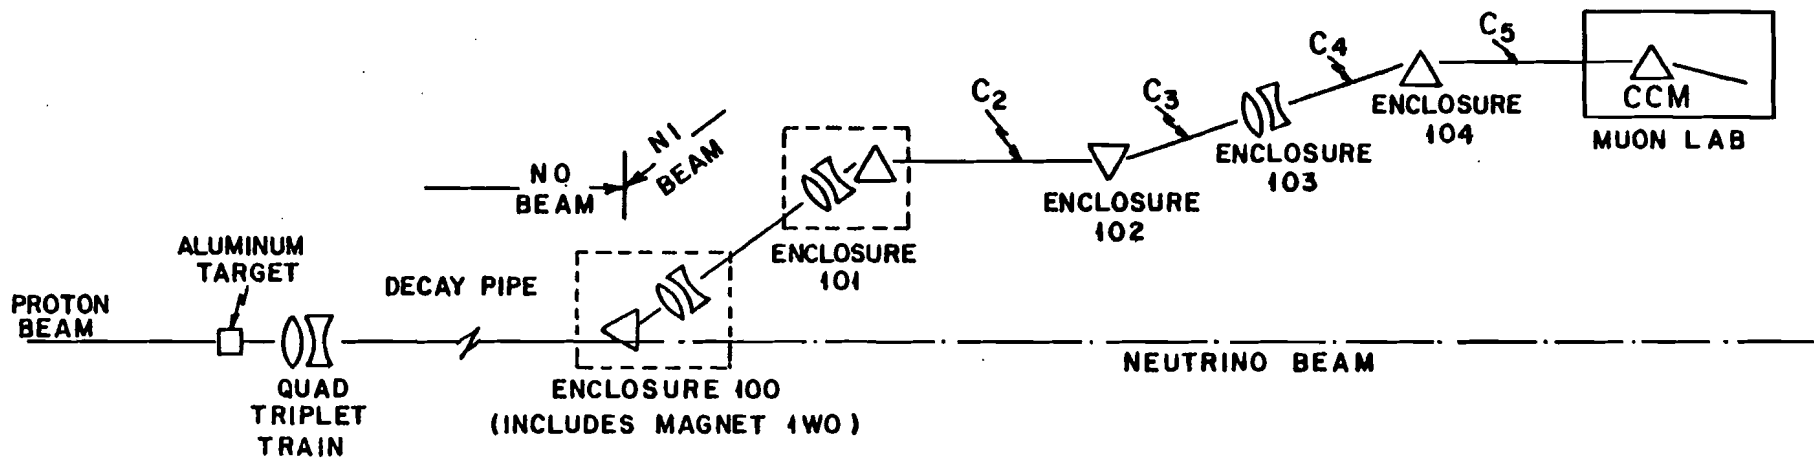 C2
C3
C4
C5
CCM
MUON LAB
ENCLOSURE
104
ENCLOSURE
103
ENCLOSURE
102
NO
BEAM
N1
BEAM
ENCLOSURE
101
ALUMINUM
TARGET
DECAY PIPE
PROTON
BEAM
NEUTRINO BEAM
QUAD
TRIPLET
TRAIN
ENCLOSURE 100
(INCLUDES MAGNET 1WO)